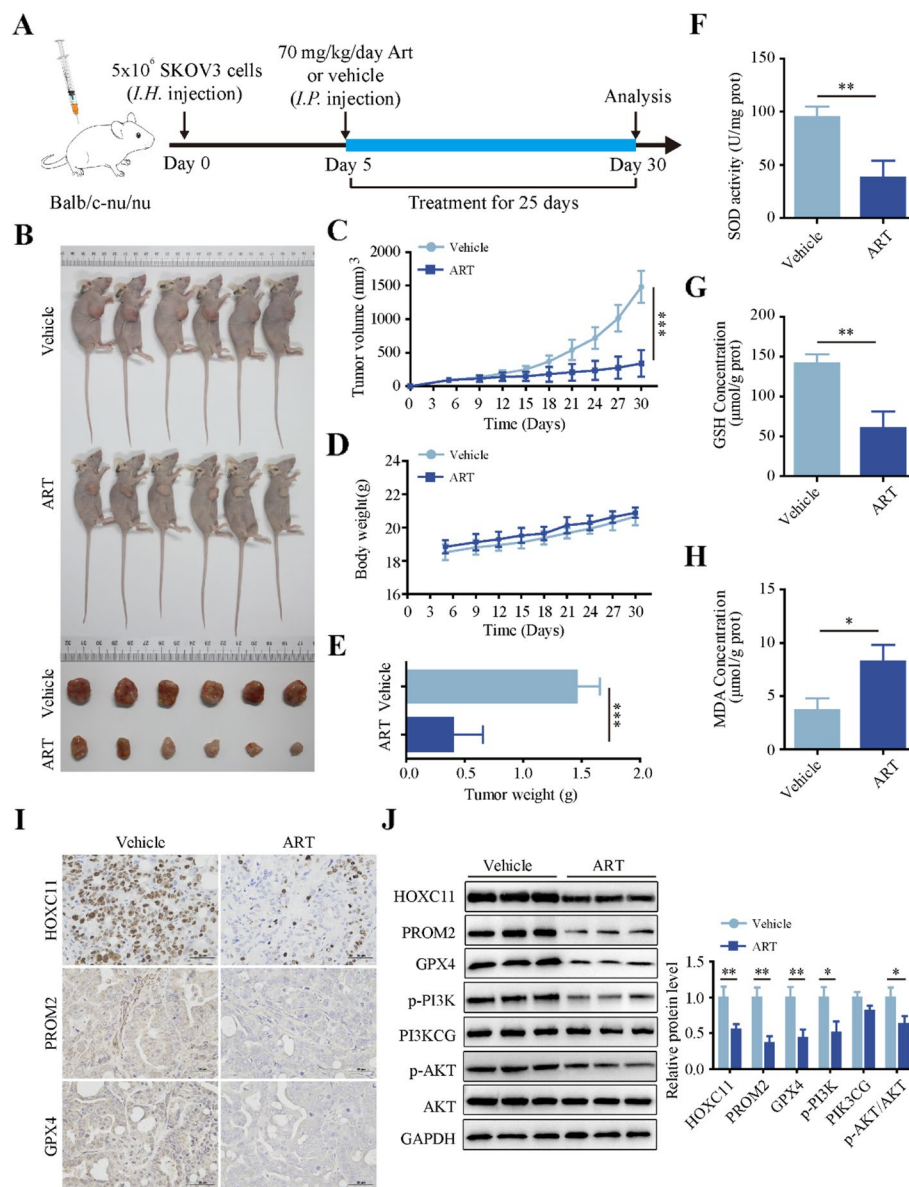 A
5x10⁶ SKOV3 cells
(I.H. injection)
70 mg/kg/day Art
or vehicle
(I.P. injection)
Analysis
Day 0
Day 5
Day 30
Treatment for 25 days
Balb/c-nu/nu
B
Vehicle
ART
Vehicle
ART
C
Vehicle
ART
Tumor volume (mm)³
2000
1500
1000
500
0
0 3 6 9 12 15 18 21 24 27 30
Time (Days)
***
D
Vehicle
ART
Body weight(g)
24
22
20
18
16
0 3 6 9 12 15 18 21 24 27 30
Time (Days)
E
Vehicle
ART
***
0.0 0.5 1.0 1.5 2.0
Tumor weight (g)
F
SOD activity (U/mg prot)
150
100
50
0
**
Vehicle
ART
G
GSH Concentration
(μmol/g prot)
200
150
100
50
0
**
Vehicle
ART
H
MDA Concentration
(μmol/g prot)
15
10
5
0
*
Vehicle
ART
I
Vehicle ART
HOXC11
PROM2
GPX4
J
Vehicle ART
HOXC11
PROM2
GPX4
p-PI3K
PI3KCG
p-AKT
AKT
GAPDH
Vehicle
ART
Relative protein level
1.5
1.0
0.5
0.0
** ** ** * *
HOXC11
PROM2
GPX4
p-PI3K
PIK3CG
p-AKT/AKT